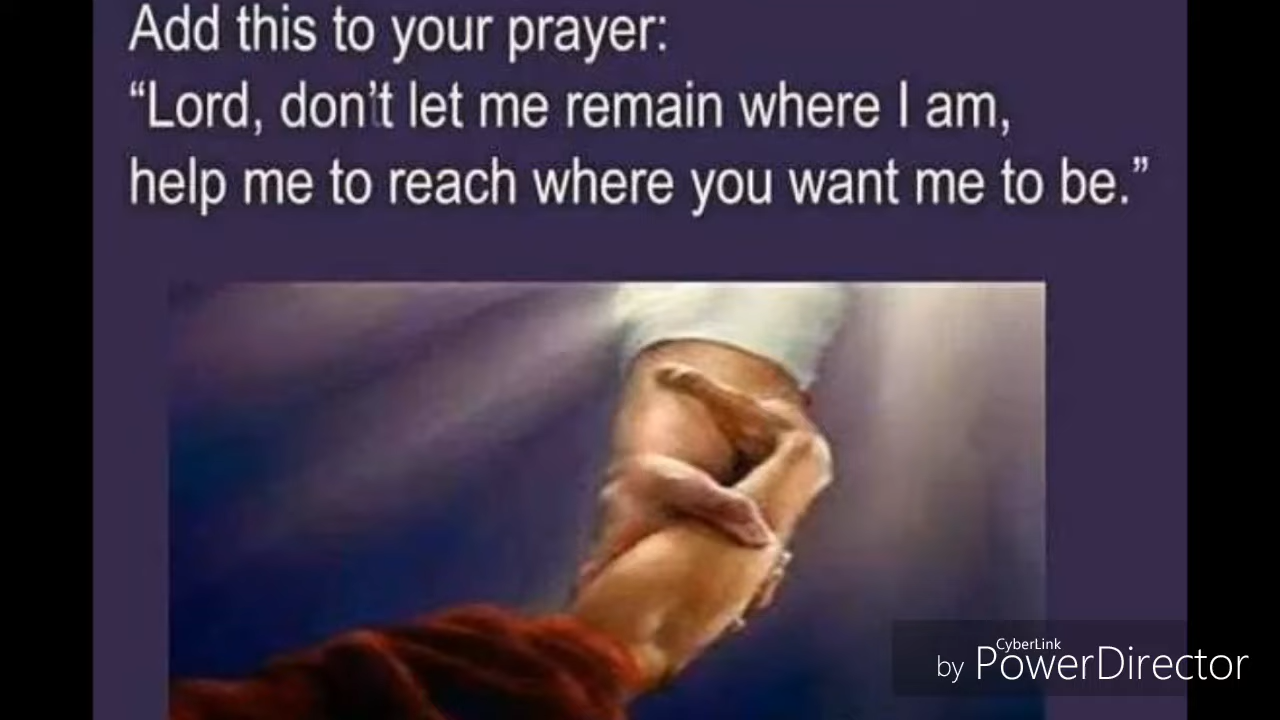 Add this to your prayer:
“Lord, don’t let me remain where I am,
help me to reach where you want me to be.”
CyberLink
by PowerDirector